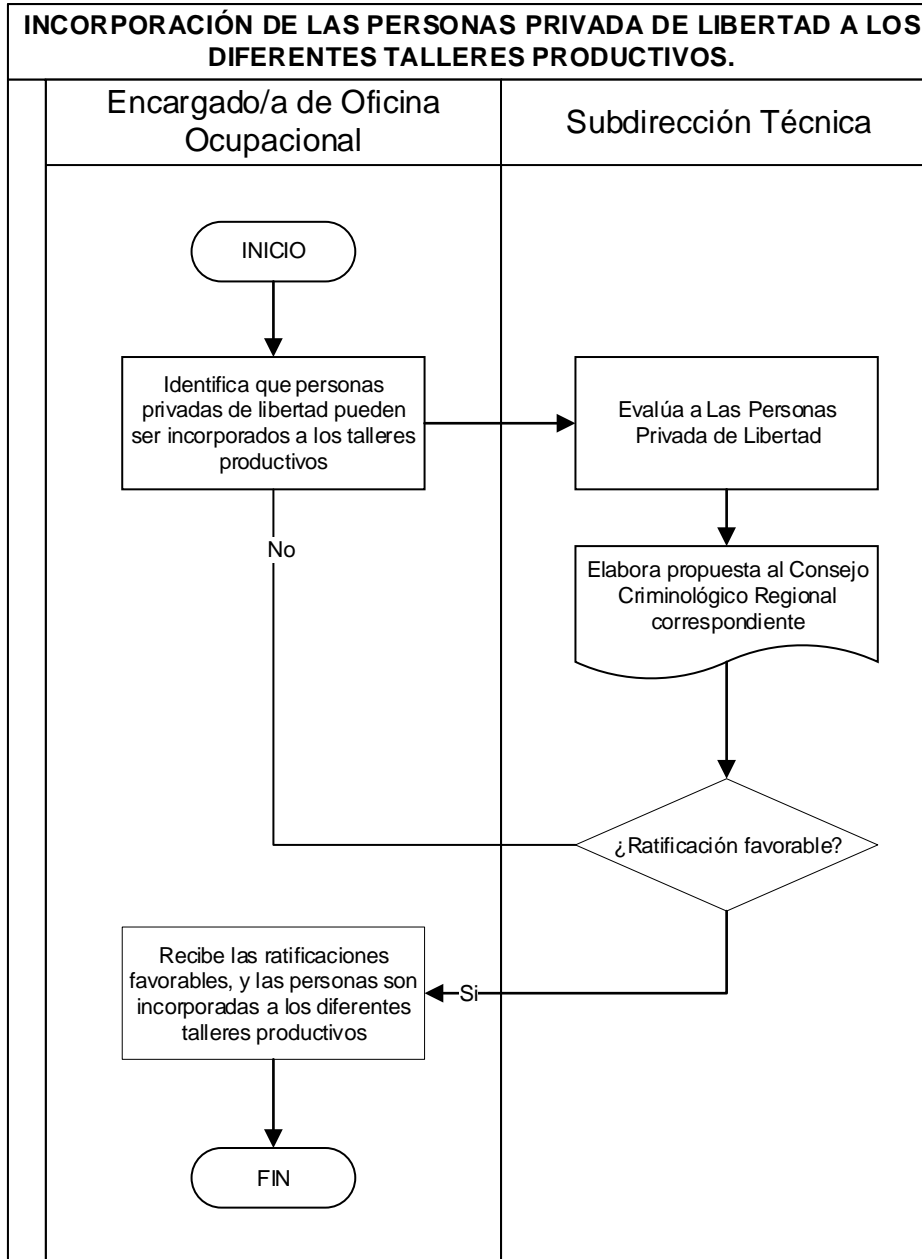 INCORPORACIÓN DE LAS PERSONAS PRIVADA DE LIBERTAD A LOS
DIFERENTES TALLERES PRODUCTIVOS.
Encargado/a de Oficina
Ocupacional
Subdirección Técnica
INICIO
Identifica que personas
privadas de libertad pueden
ser incorporados a los talleres
productivos
Evalúa a Las Personas
Privada de Libertad
No
Elabora propuesta al Consejo
Criminológico Regional
correspondiente
¿Ratificación favorable?
Recibe las ratificaciones
favorables, y las personas son
incorporadas a los diferentes
talleres productivos
Si
FIN